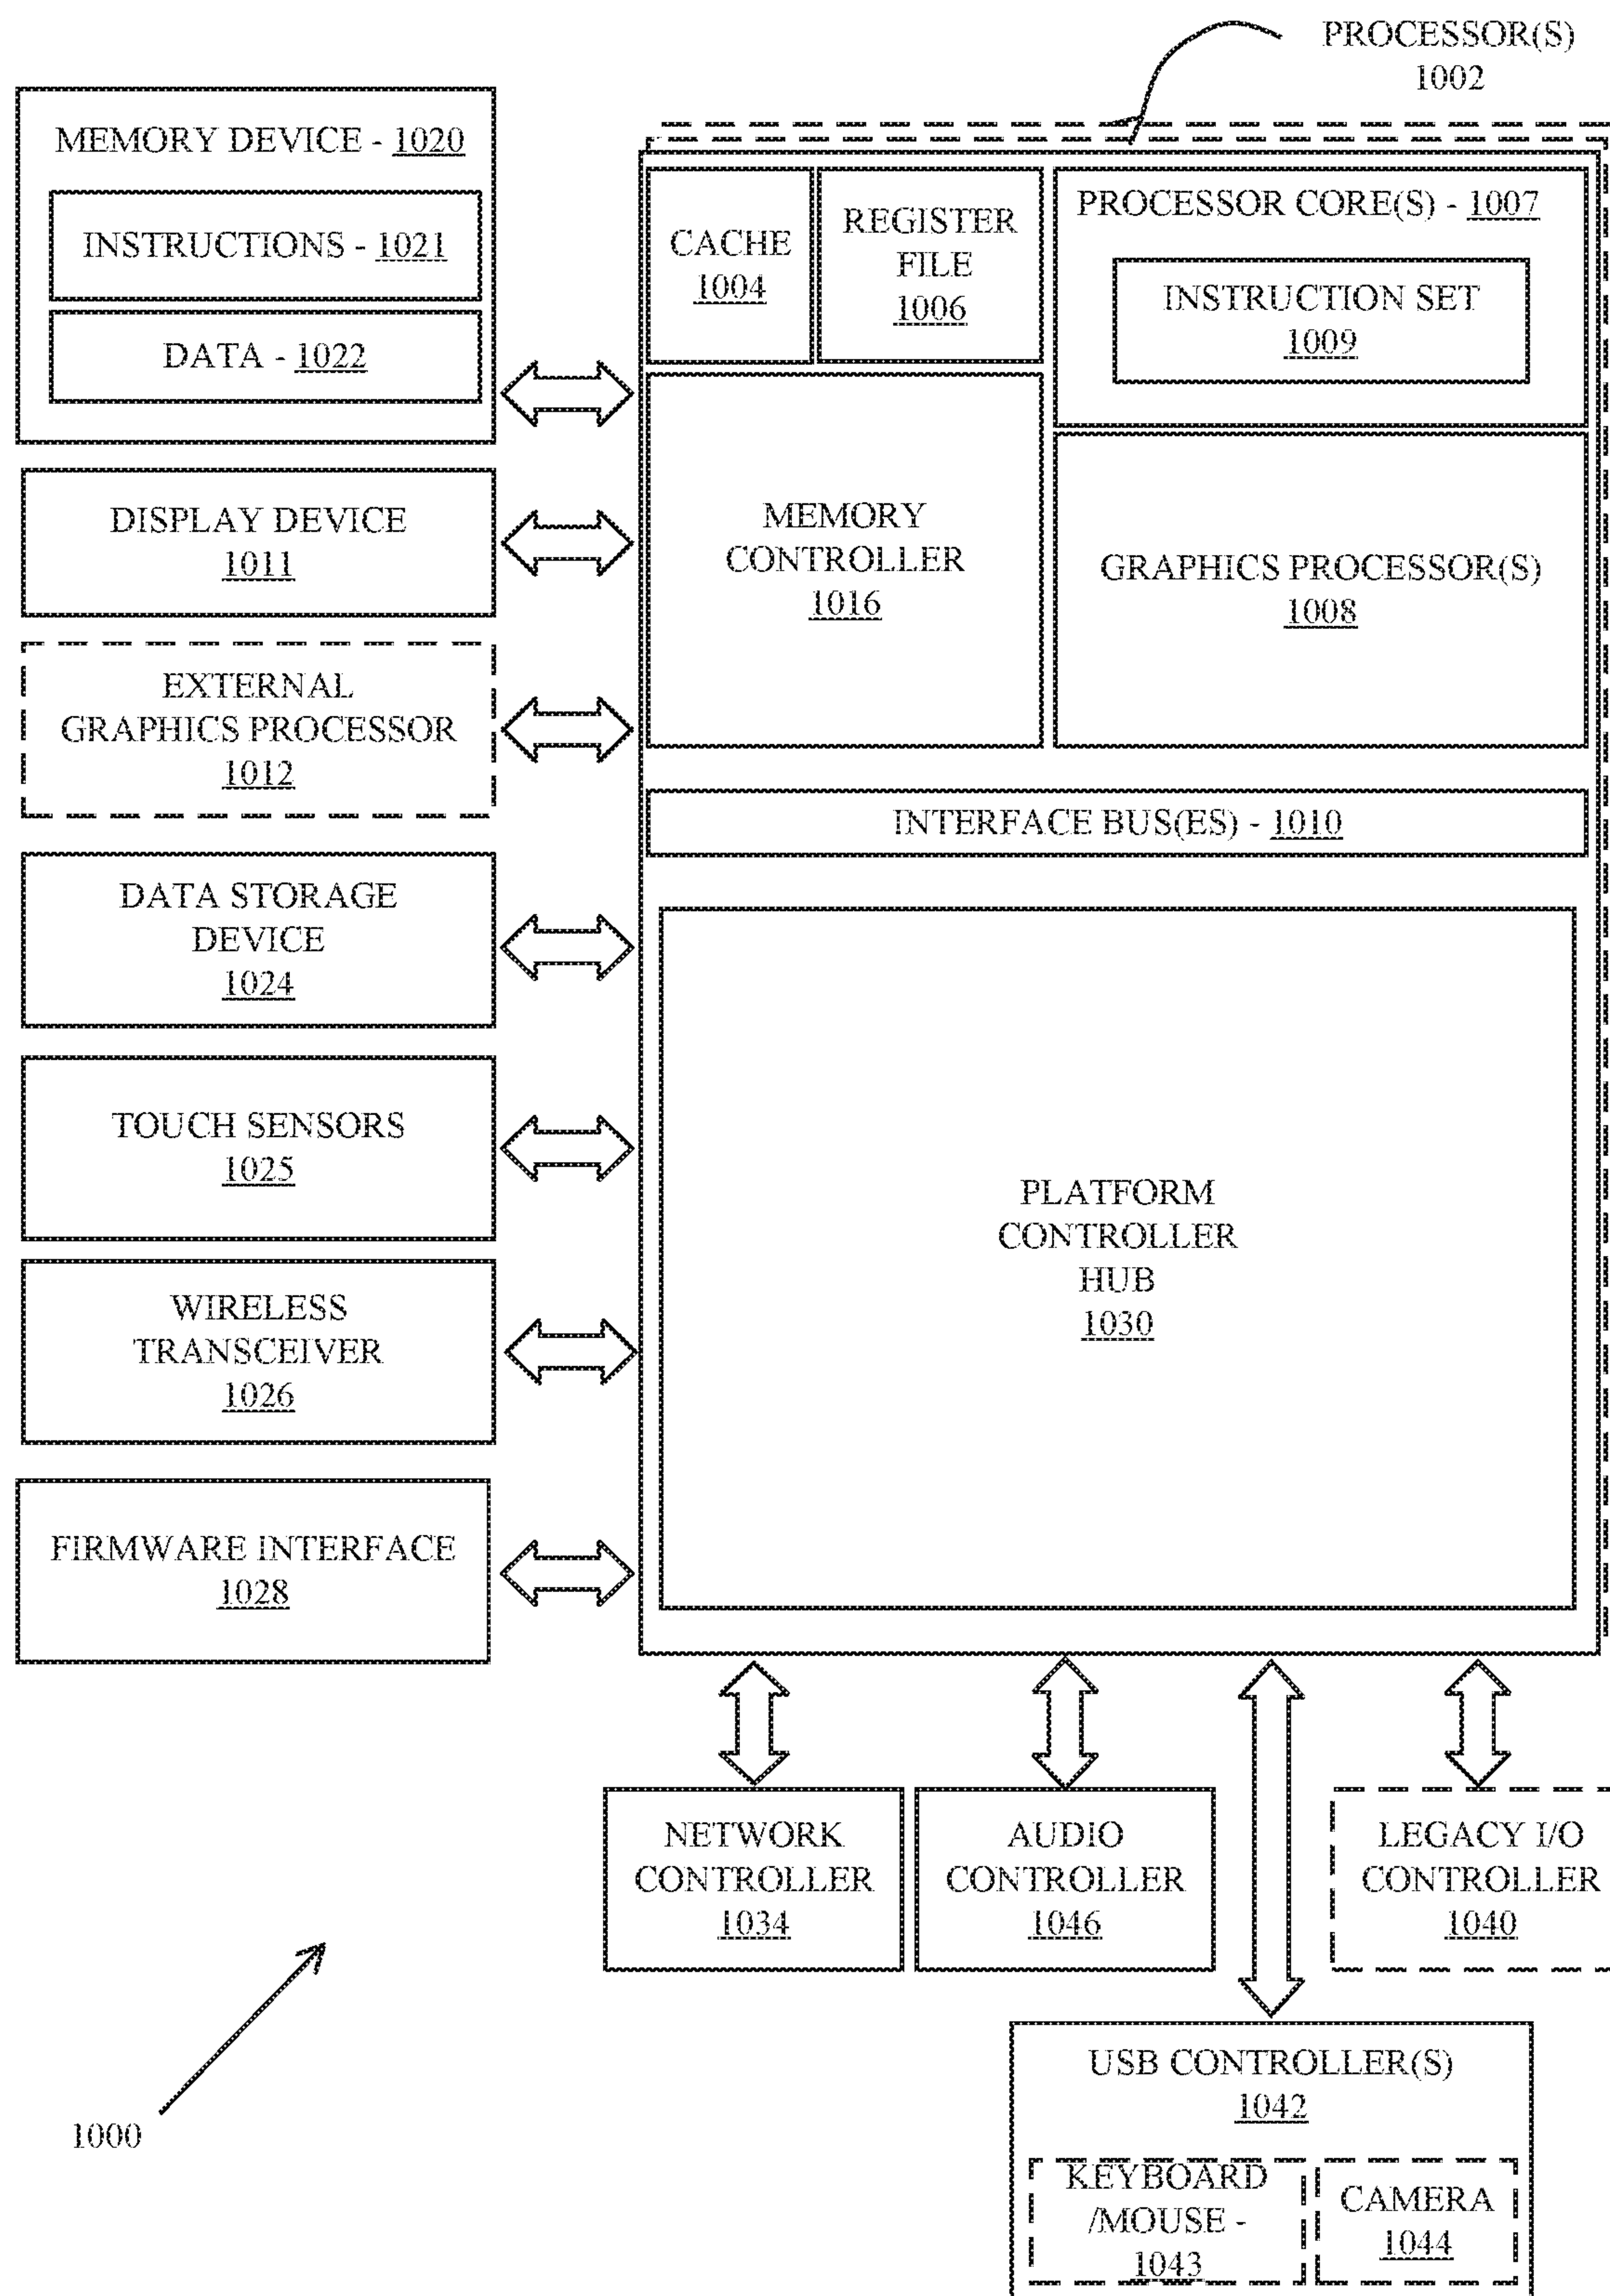 PROCESSOR(S)
1002
MEMORY DEVICE - 1020
INSTRUCTIONS - 1021
DATA - 1022
CACHE
1004
REGISTER
FILE
1006
PROCESSOR CORE(S) - 1007
INSTRUCTION SET
1009
DISPLAY DEVICE
1011
MEMORY
CONTROLLER
1016
GRAPHICS PROCESSOR(S)
1008
EXTERNAL
GRAPHICS PROCESSOR
1012
INTERFACE BUS(ES) - 1010
DATA STORAGE
DEVICE
1024
TOUCH SENSORS
1025
PLATFORM
CONTROLLER
HUB
1030
WIRELESS
TRANSCEIVER
1026
FIRMWARE INTERFACE
1028
NETWORK
CONTROLLER
1034
AUDIO
CONTROLLER
1046
LEGACY I/O
CONTROLLER
1040
1000
USB CONTROLLER(S)
1042
KEYBOARD
/MOUSE -
1043
CAMERA
1044